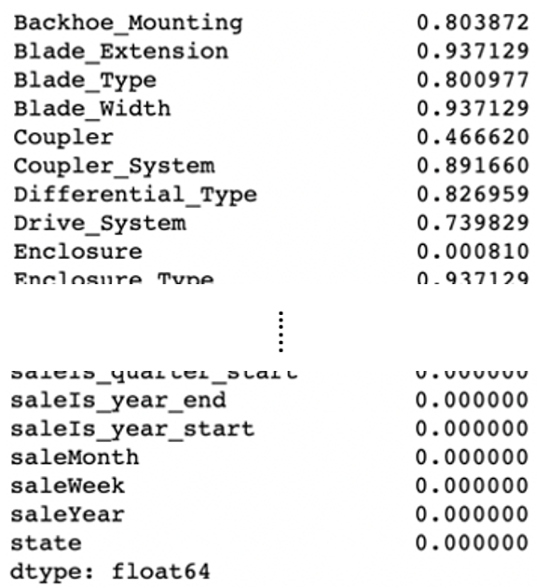 Backhoe_Mounting 0.803872
Blade_Extension 0.937129
Blade_Type 0.800977
Blade_Width 0.937129
Coupler 0.466620
Coupler_System 0.891660
Differential_Type 0.826959
Drive_System 0.739829
Enclosure 0.000810
Enclosure_Type 0.937129
saleIs_quarter_start 0.000000
saleIs_year_end 0.000000
saleIs_year_start 0.000000
saleMonth 0.000000
saleWeek 0.000000
saleYear 0.000000
state 0.000000
dtype: float64